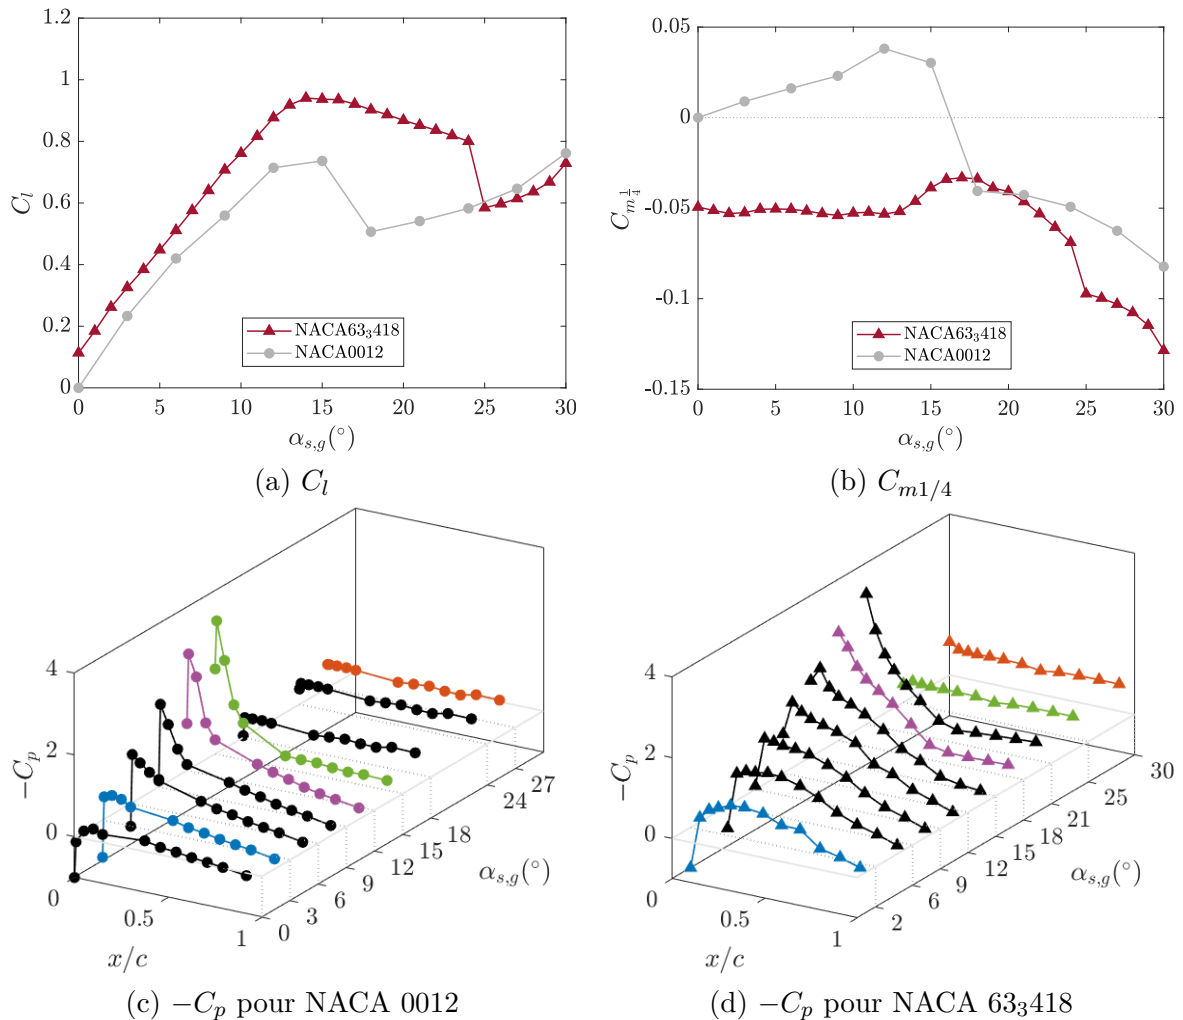 1.2
1
0.8
0.6
0.4
0.2
0
C_l
0 5 10 15 20 25 30
α_{s,g}(°)
NACA63₃418
NACA0012
(a) C_l
0.05
0
-0.05
-0.1
-0.15
C_{m 1/4}
0 5 10 15 20 25 30
α_{s,g}(°)
NACA63₃418
NACA0012
(b) C_{m1/4}
4
2
0
−C_p
0
0.5
1
x/c
0 3 6 9 12 15 18 24 27
α_{s,g}(°)
(c) −C_p pour NACA 0012
4
2
0
−C_p
0
0.5
1
x/c
2 6 9 12 15 18 21 25 30
α_{s,g}(°)
(d) −C_p pour NACA 63₃418